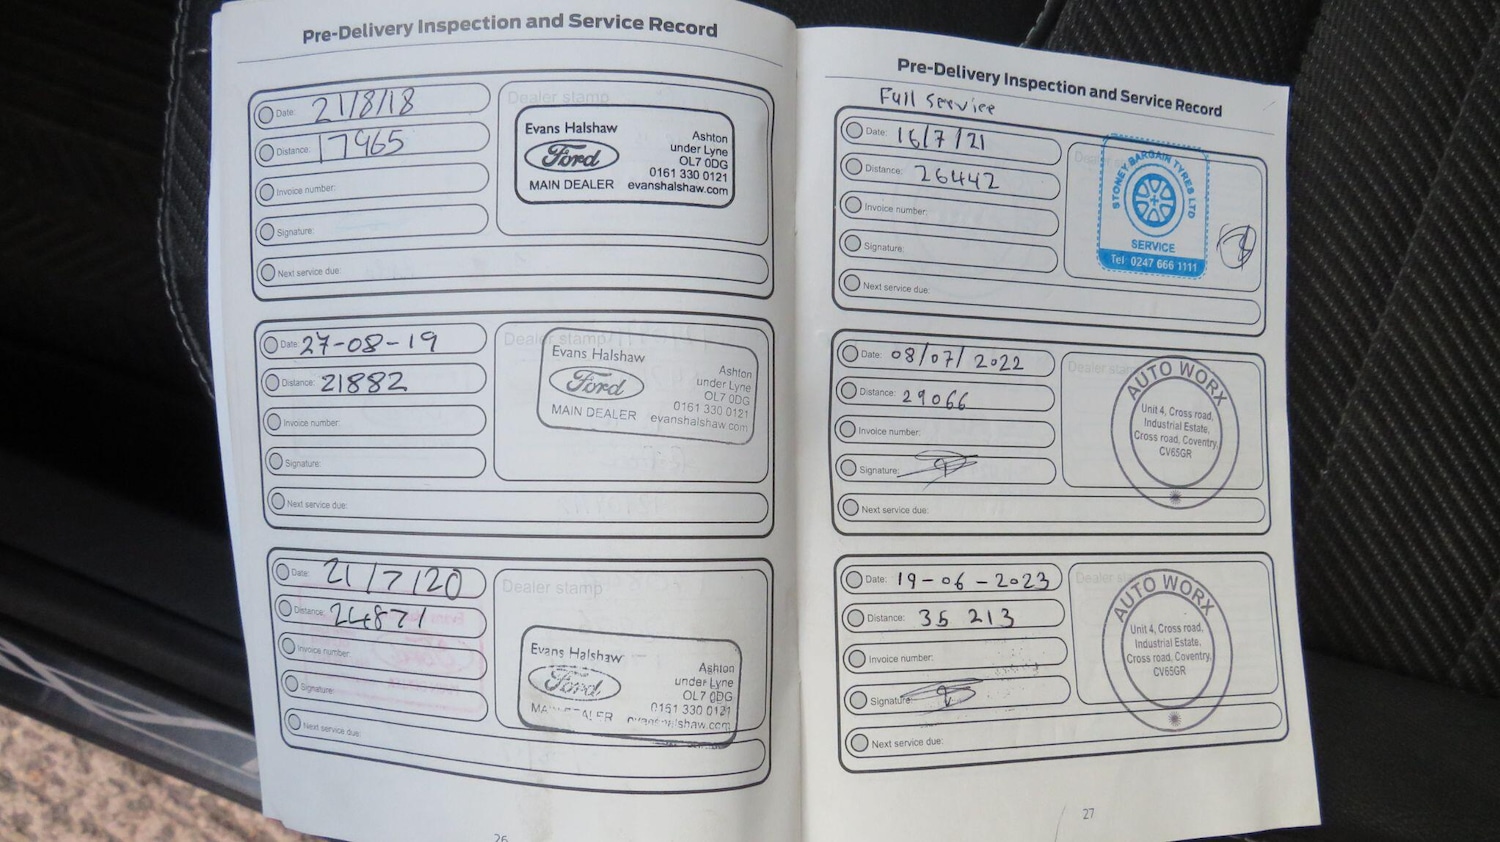 Pre-Delivery Inspection and Service Record
Date: 21/8/18
Distance: 17965
Invoice number:
Signature:
Next service due:
Dealer stamp
Evans Halshaw
Ford
MAIN DEALER
Ashton
under Lyne
OL7 0DG
0161 330 0121
evanshalshaw.com
Date: 27-08-19
Distance: 21882
Invoice number:
Signature:
Next service due:
Dealer stamp
Evans Halshaw
Ford
MAIN DEALER
Ashton
under Lyne
OL7 0DG
0161 330 0121
evanshalshaw.com
Date: 21/7/20
Distance: 24871
Invoice number:
Signature:
Next service due:
Dealer stamp
Evans Halshaw
Ford
MAIN DEALER
Ashton
under Lyne
OL7 0DG
0161 330 0121
evanshalshaw.com
26
Pre-Delivery Inspection and Service Record
Full service
Date: 16/7/21
Distance: 26442
Invoice number:
Signature:
Next service due:
STONEY BARGAIN TYRES LTD
SERVICE
Tel: 0247 666 1111
Date: 08/07/2022
Distance: 29066
Invoice number:
Signature:
Next service due:
Dealer stamp
AUTO WORX
Unit 4, Cross road,
Industrial Estate,
Cross road, Coventry
CV65GR
Date: 19-06-2023
Distance: 35 213
Invoice number:
Signature:
Next service due:
Dealer
AUTO WORX
Unit 4, Cross road,
Industrial Estate,
Cross road, Coventry,
CV65GR
27